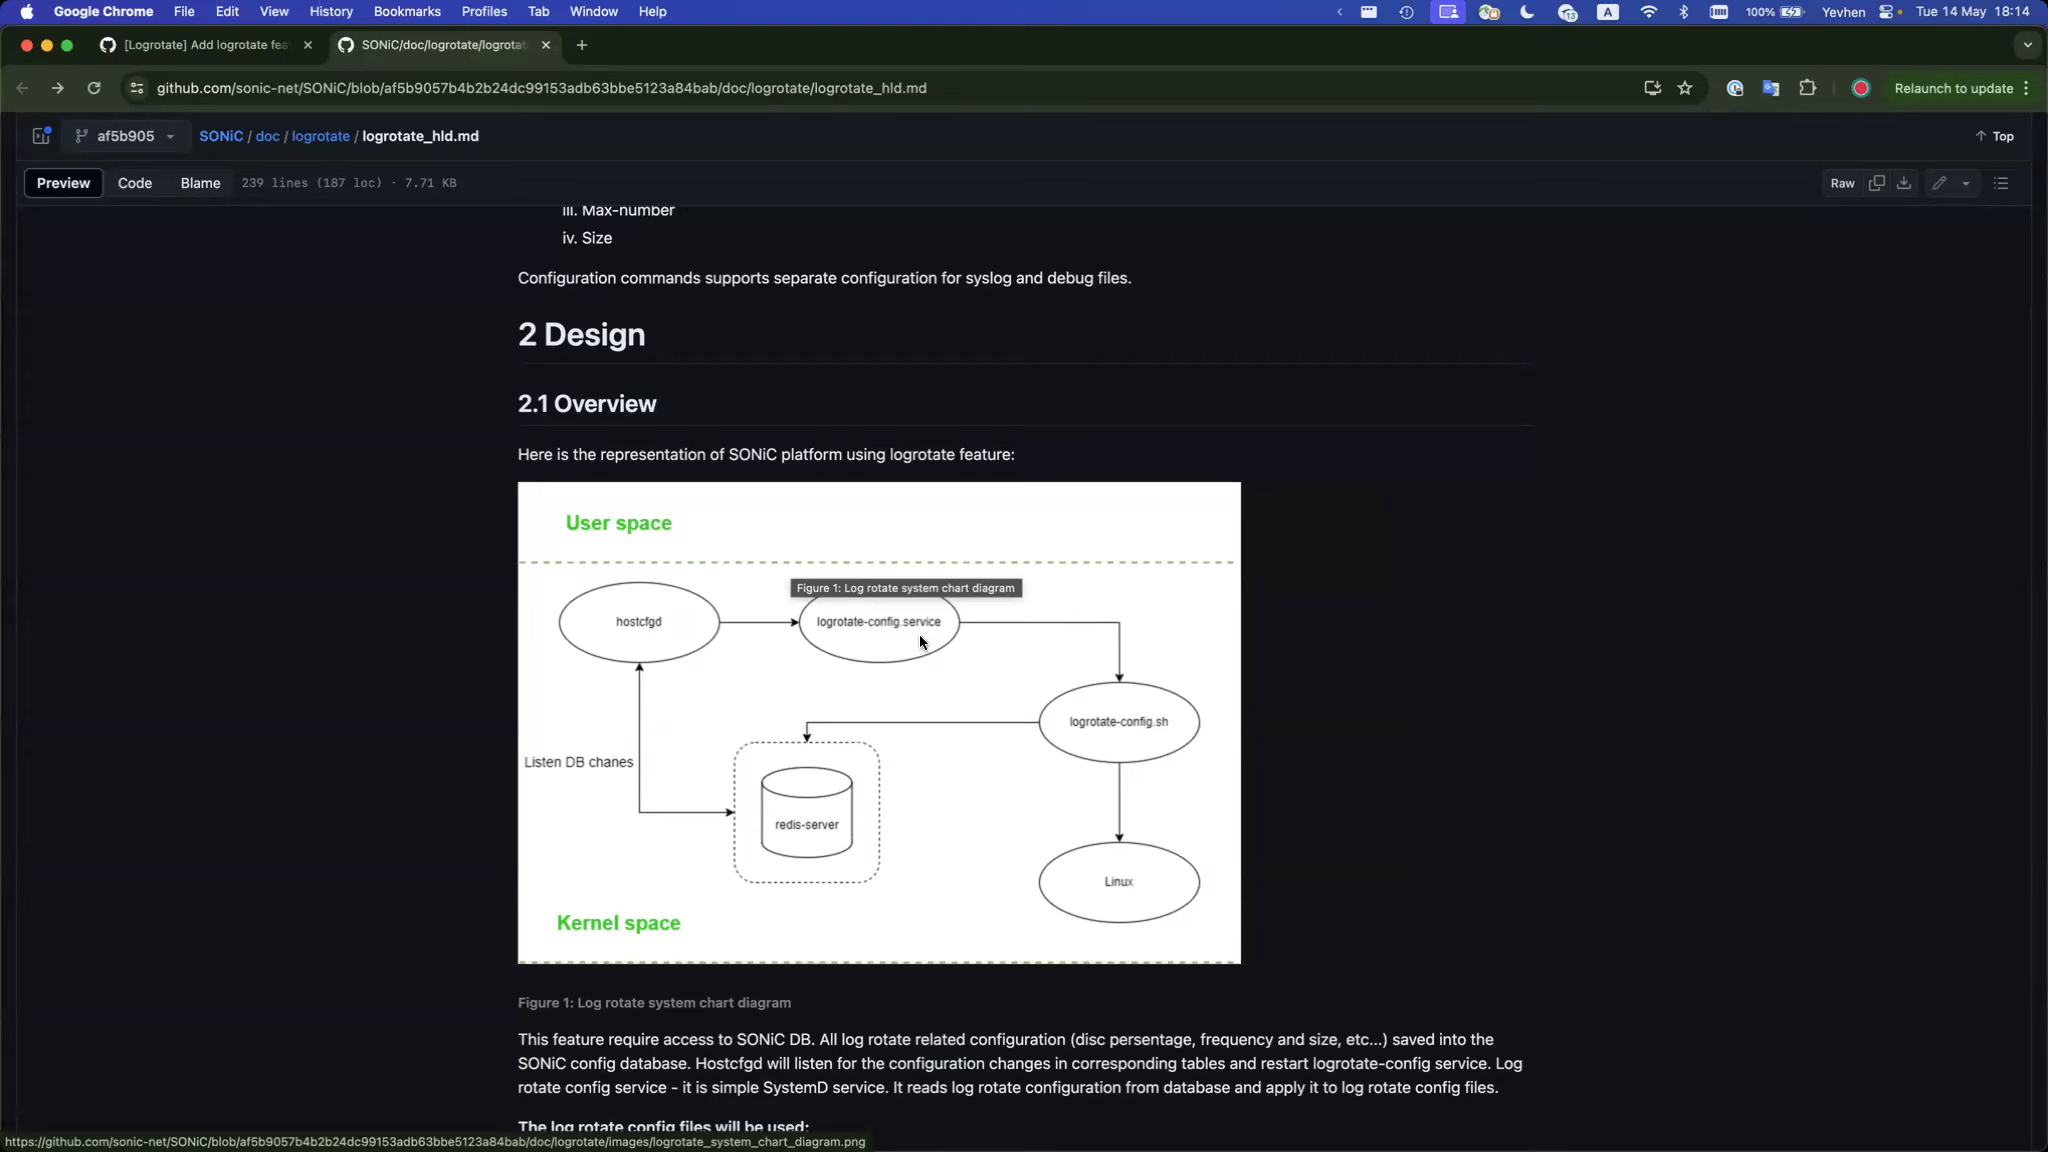 Google Chrome File Edit View History Bookmarks Profiles Tab Window Help 13 A 100% Yevhen Tue 14 May 18:14
[Logrotate] Add logrotate fea SONiC/doc/logrotate/logrotat
github.com/sonic-net/SONiC/blob/af5b9057b4b2b24dc99153adb63bbe5123a84bab/doc/logrotate/logrotate_hld.md Relaunch to update
af5b905 SONiC / doc / logrotate / logrotate_hld.md Top
Preview Code Blame 239 lines (187 loc) · 7.71 KB Raw
iii. Max-number
iv. Size
Configuration commands supports separate configuration for syslog and debug files.
2 Design
2.1 Overview
Here is the representation of SONiC platform using logrotate feature:
User space
Figure 1: Log rotate system chart diagram
hostcfgd
logrotate-config.service
logrotate-config.sh
Listen DB chanes
redis-server
Linux
Kernel space
Figure 1: Log rotate system chart diagram
This feature require access to SONiC DB. All log rotate related configuration (disc persentage, frequency and size, etc...) saved into the
SONiC config database. Hostcfgd will listen for the configuration changes in corresponding tables and restart logrotate-config service. Log
rotate config service - it is simple SystemD service. It reads log rotate configuration from database and apply it to log rotate config files.
The log rotate config files will be used:
https://github.com/sonic-net/SONiC/blob/af5b9057b4b2b24dc99153adb63bbe5123a84bab/doc/logrotate/images/logrotate_system_chart_diagram.png